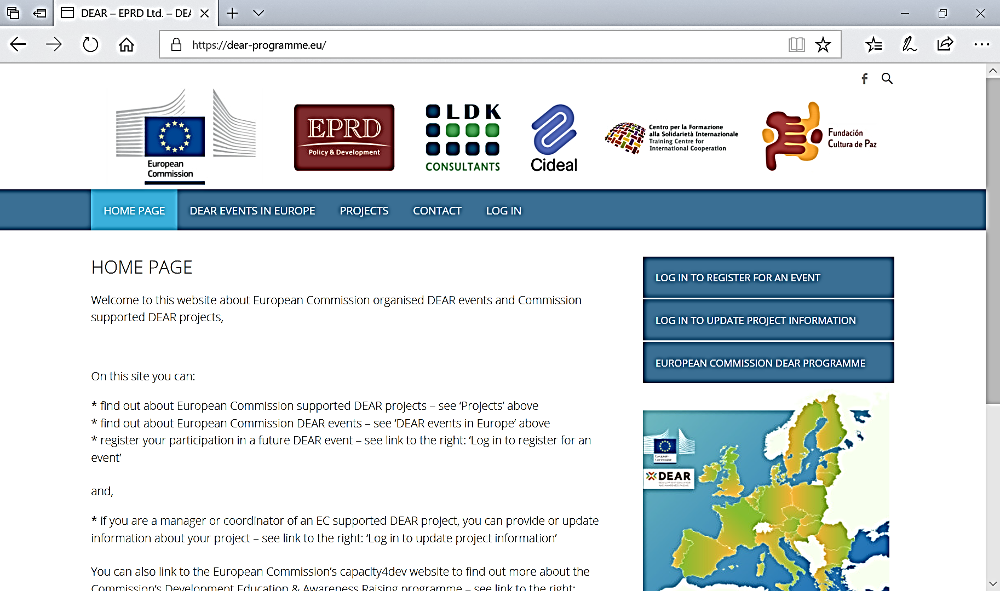 DEAR – EPRD Ltd. – DEA
https://dear-programme.eu/
European
Commission
EPRD
Policy & Development
LDK
CONSULTANTS
Cideal
Centro per la Formazione
alla Solidarietà Internazionale
Training Centre for
International Cooperation
Fundación
Cultura de Paz
HOME PAGE
DEAR EVENTS IN EUROPE
PROJECTS
CONTACT
LOG IN
HOME PAGE
Welcome to this website about European Commission organised DEAR events and Commission
supported DEAR projects,
On this site you can:
* find out about European Commission supported DEAR projects – see ‘Projects’ above
* find out about European Commission DEAR events – see ‘DEAR events in Europe’ above
* register your participation in a future DEAR event – see link to the right: ‘Log in to register for an
event’
and,
* if you are a manager or coordinator of an EC supported DEAR project, you can provide or update
information about your project – see link to the right: ‘Log in to update project information’
You can also link to the European Commission’s capacity4dev website to find out more about the
Commission’s Development Education & Awareness Raising programme – see link to the right:
LOG IN TO REGISTER FOR AN EVENT
LOG IN TO UPDATE PROJECT INFORMATION
EUROPEAN COMMISSION DEAR PROGRAMME
European
Commission
DEAR